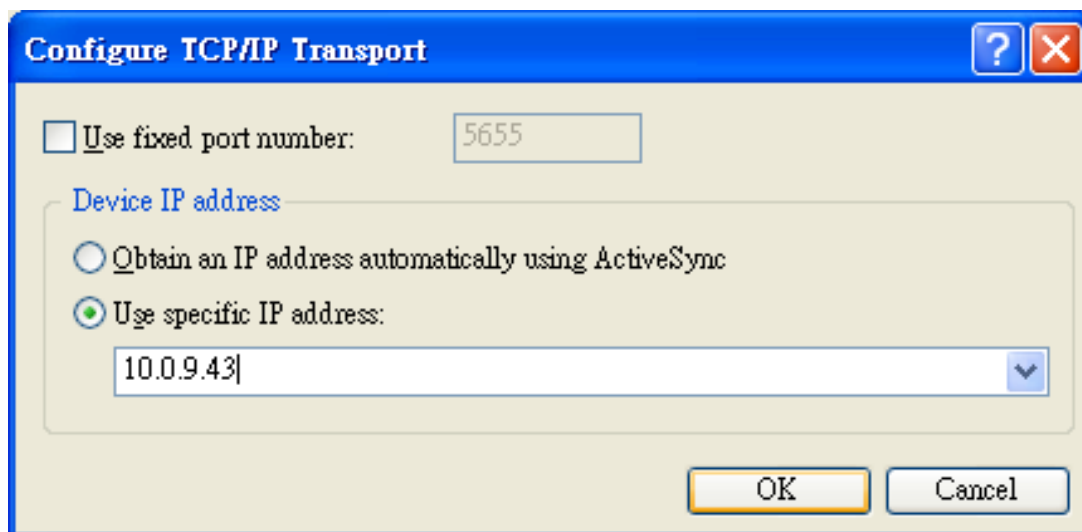 Configure TCP/IP Transport
Use fixed port number: 5655
Device IP address
Obtain an IP address automatically using ActiveSync
Use specific IP address:
10.0.9.43
OK Cancel